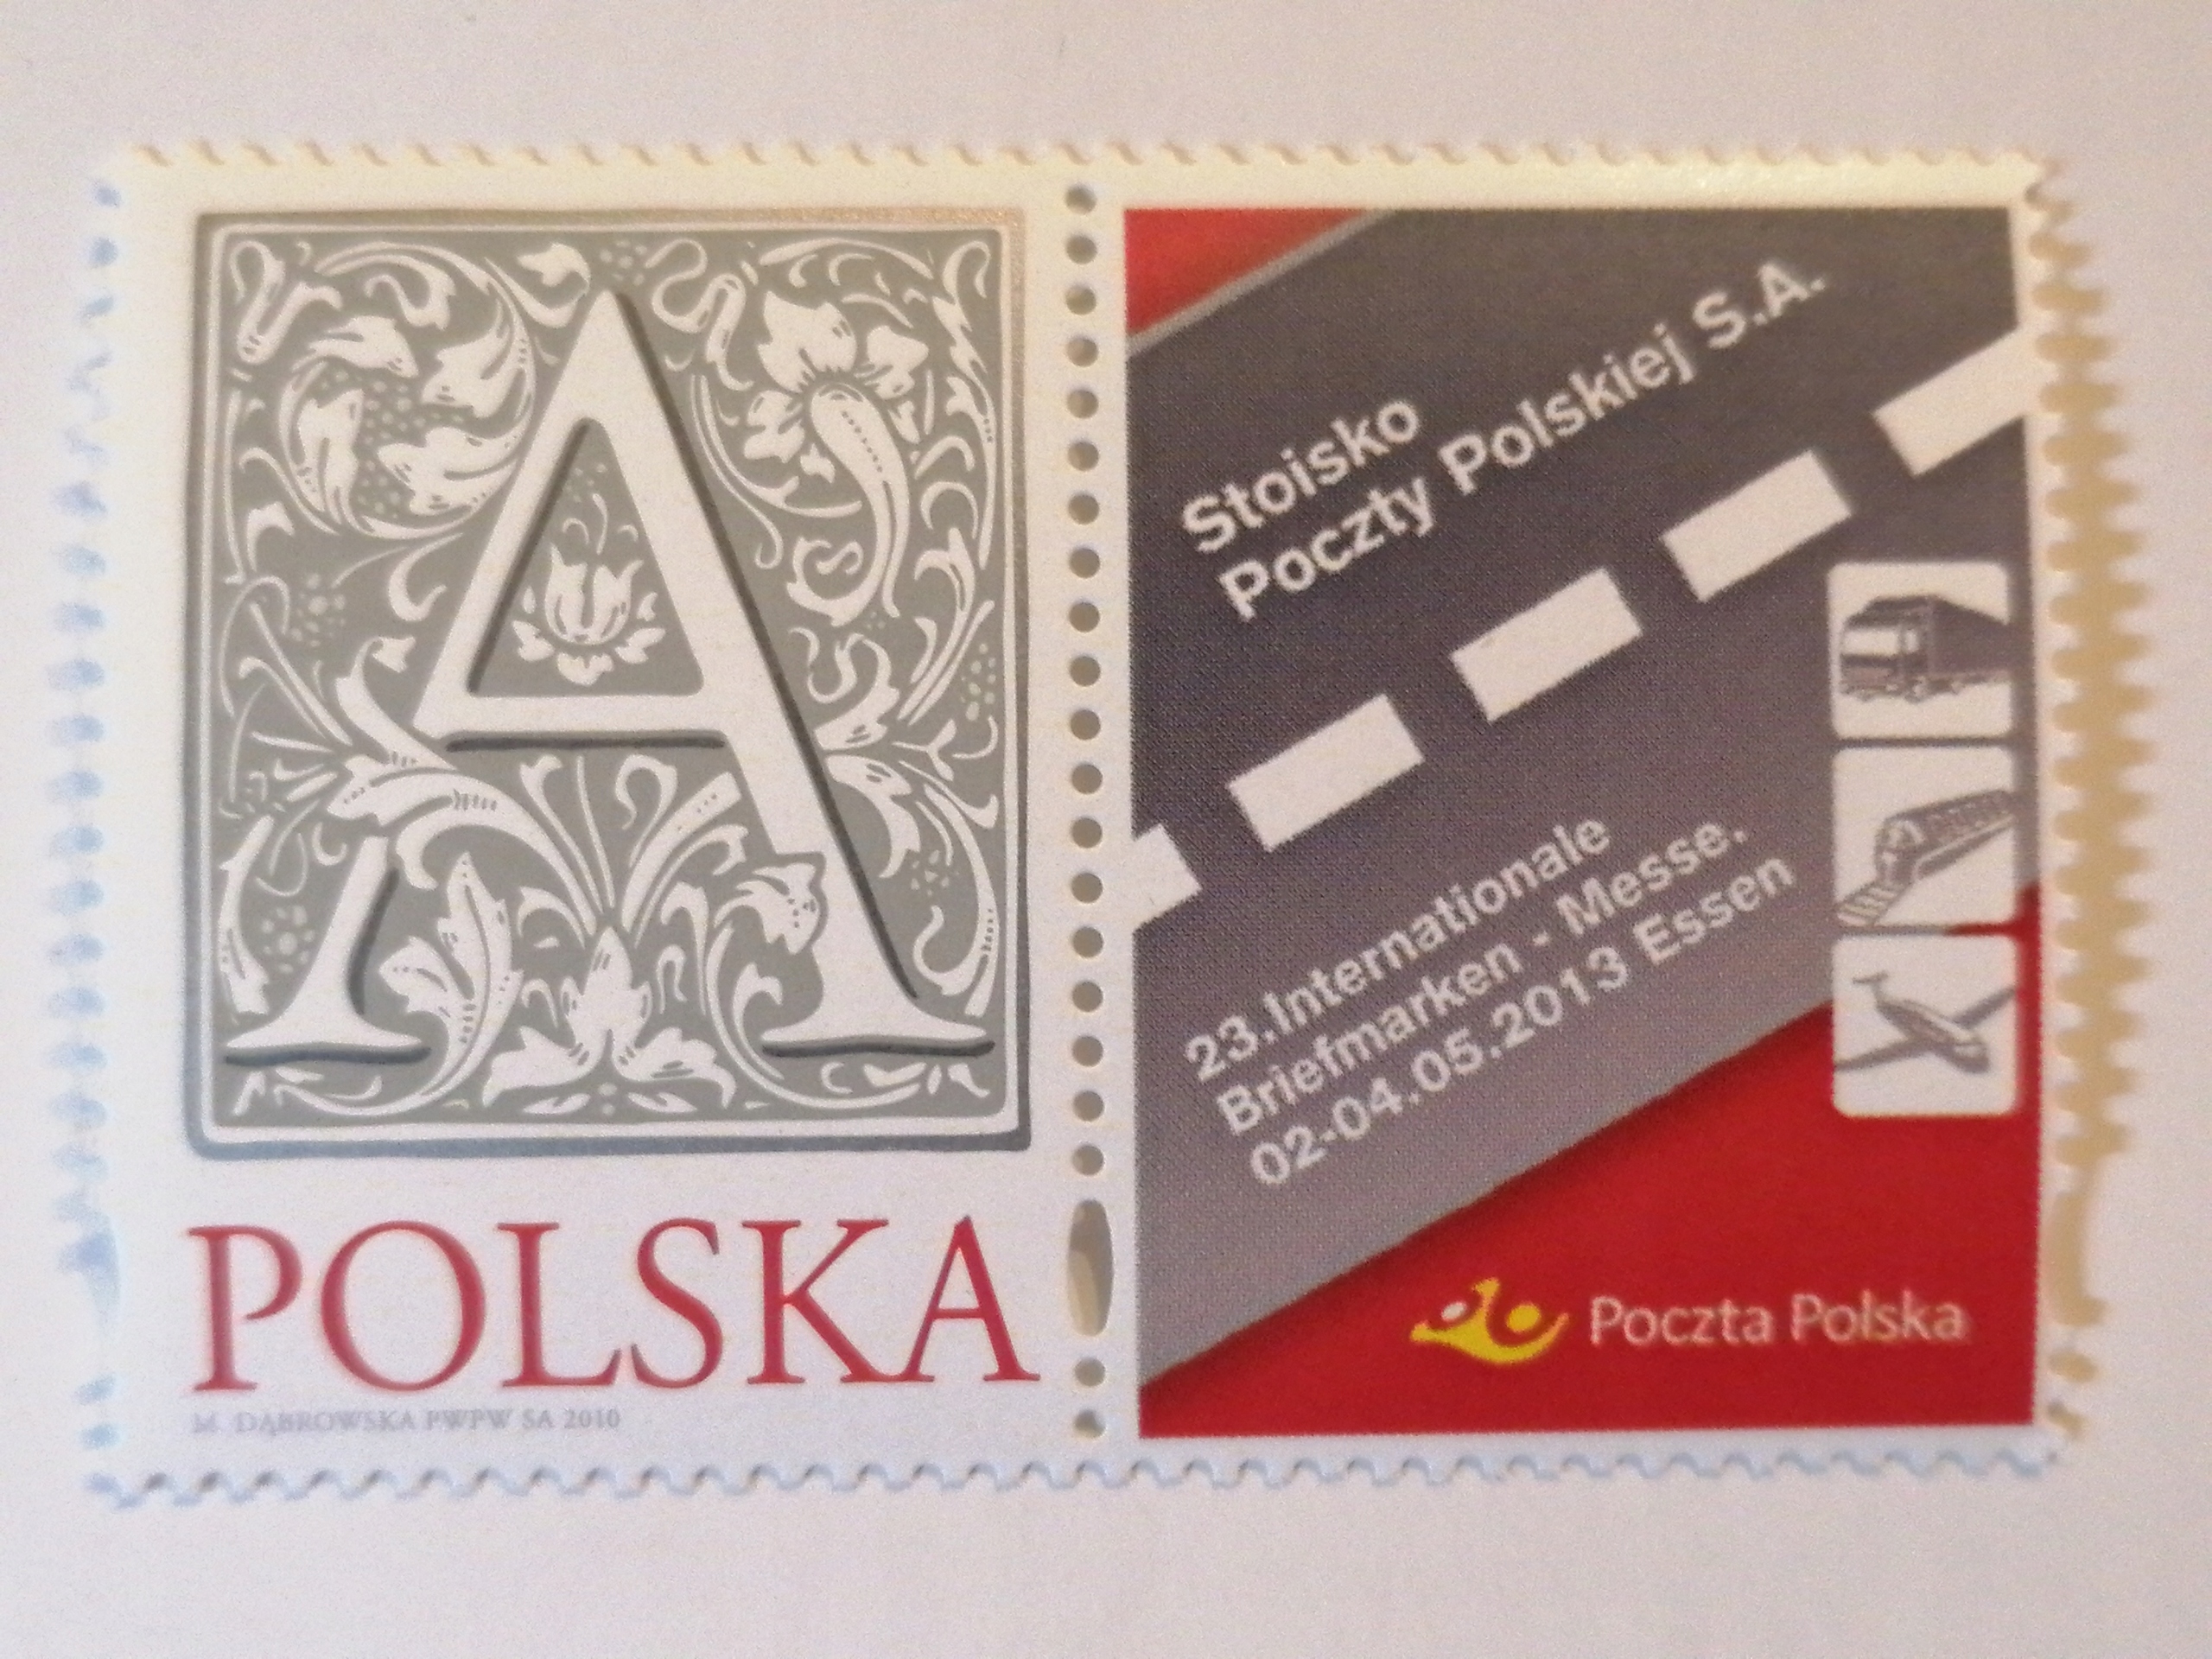 A
POLSKA
M. DĄBROWSKA PWPW SA 2010
Stoisko
Poczty Polskiej S.A.
23.Internationale
Briefmarken - Messe.
02-04.05.2013 Essen
Poczta Polska